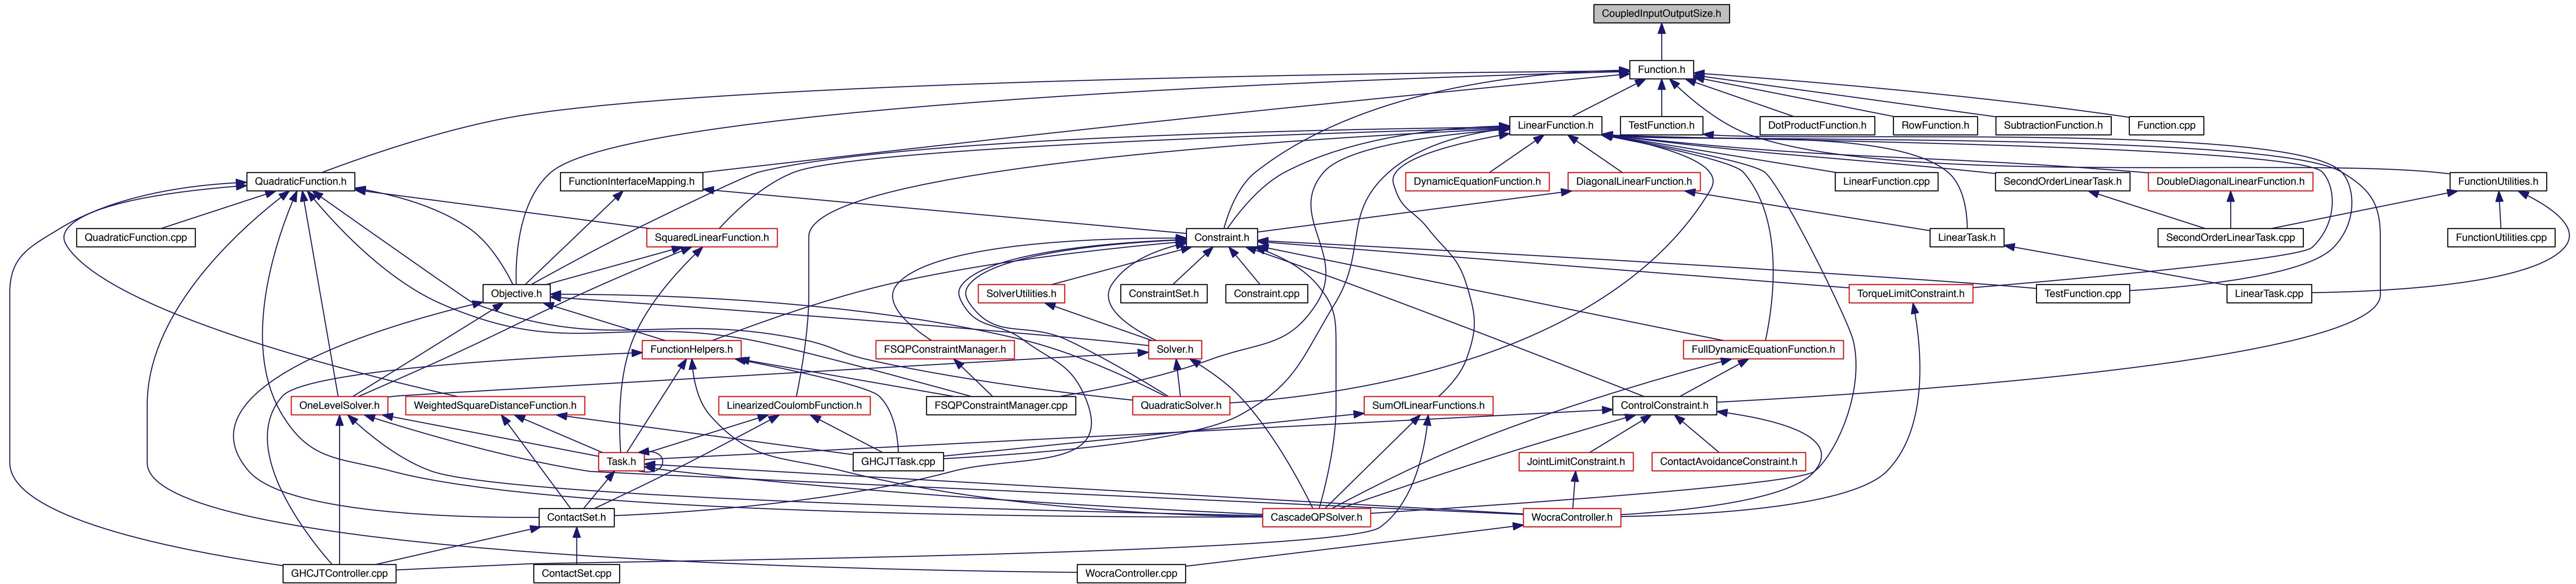 CoupledInputOutputSize.h
Function.h
LinearFunction.h
TestFunction.h
DotProductFunction.h
RowFunction.h
SubtractionFunction.h
Function.cpp
QuadraticFunction.h
FunctionInterfaceMapping.h
DynamicEquationFunction.h
DiagonalLinearFunction.h
LinearFunction.cpp
SecondOrderLinearTask.h
DoubleDiagonalLinearFunction.h
FunctionUtilities.h
QuadraticFunction.cpp
SquaredLinearFunction.h
Constraint.h
LinearTask.h
SecondOrderLinearTask.cpp
FunctionUtilities.cpp
Objective.h
SolverUtilities.h
ConstraintSet.h
Constraint.cpp
TorqueLimitConstraint.h
TestFunction.cpp
LinearTask.cpp
FunctionHelpers.h
FSQPConstraintManager.h
Solver.h
FullDynamicEquationFunction.h
OneLevelSolver.h
WeightedSquareDistanceFunction.h
LinearizedCoulombFunction.h
FSQPConstraintManager.cpp
QuadraticSolver.h
SumOfLinearFunctions.h
ControlConstraint.h
Task.h
GHCJTTask.cpp
JointLimitConstraint.h
ContactAvoidanceConstraint.h
ContactSet.h
CascadeQPSolver.h
WocraController.h
GHCJTController.cpp
ContactSet.cpp
WocraController.cpp